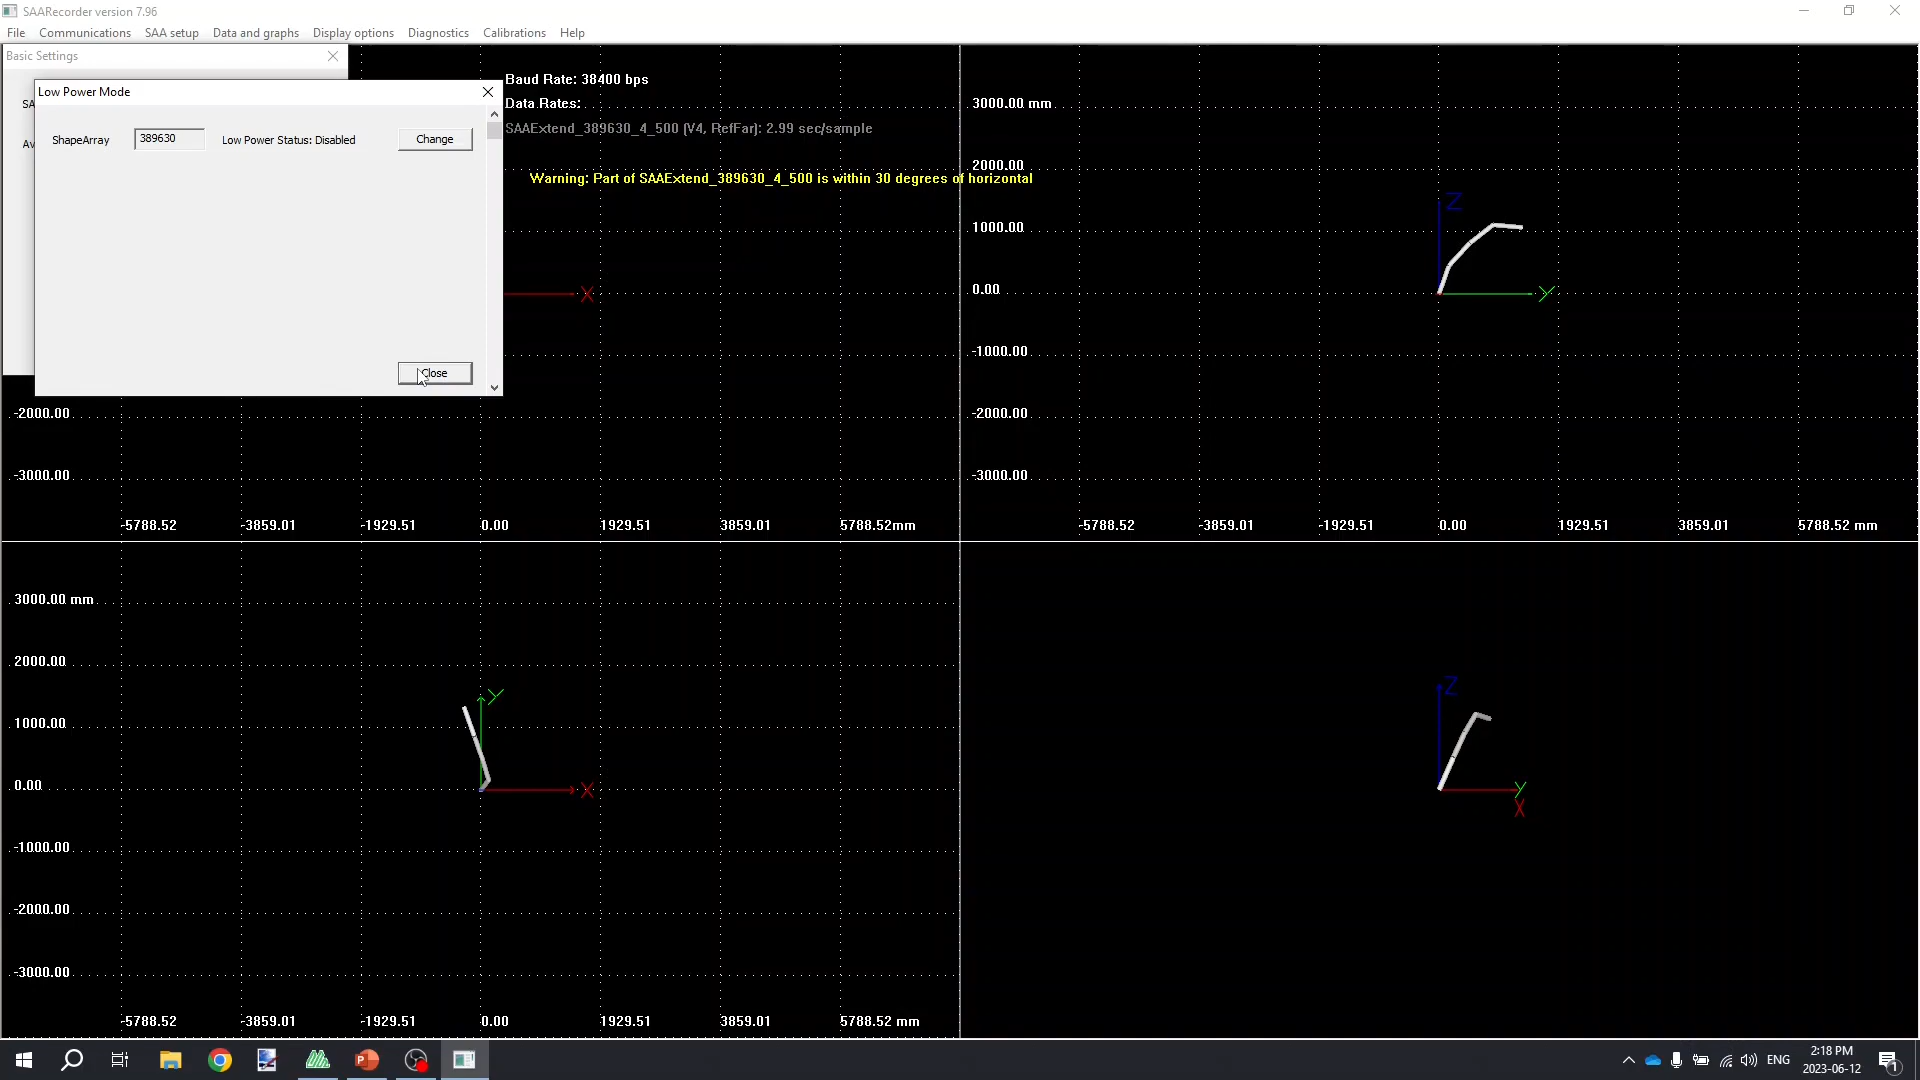 SAARecorder version 7.96
File Communications SAA setup Data and graphs Display options Diagnostics Calibrations Help
Basic Settings
SA
Av
Low Power Mode
ShapeArray 389630 Low Power Status: Disabled Change
Close
Baud Rate: 38400 bps
Data Rates:
SAAExtend_389630_4_500 (V4, RefFar): 2.99 sec/sample
Warning: Part of SAAExtend_389630_4_500 is within 30 degrees of horizontal
X
-2000.00
-3000.00
-5788.52 -3859.01 -1929.51 0.00 1929.51 3859.01 5788.52mm
3000.00 mm
2000.00
1000.00
0.00
-1000.00
-2000.00
-3000.00
Z
Y
-5788.52 -3859.01 -1929.51 0.00 1929.51 3859.01 5788.52 mm
3000.00 mm
2000.00
1000.00
0.00
-1000.00
-2000.00
-3000.00
Y
X
-5788.52 -3859.01 -1929.51 0.00 1929.51 3859.01 5788.52 mm
Z
Y
X
ENG
2:18 PM
2023-06-12
1